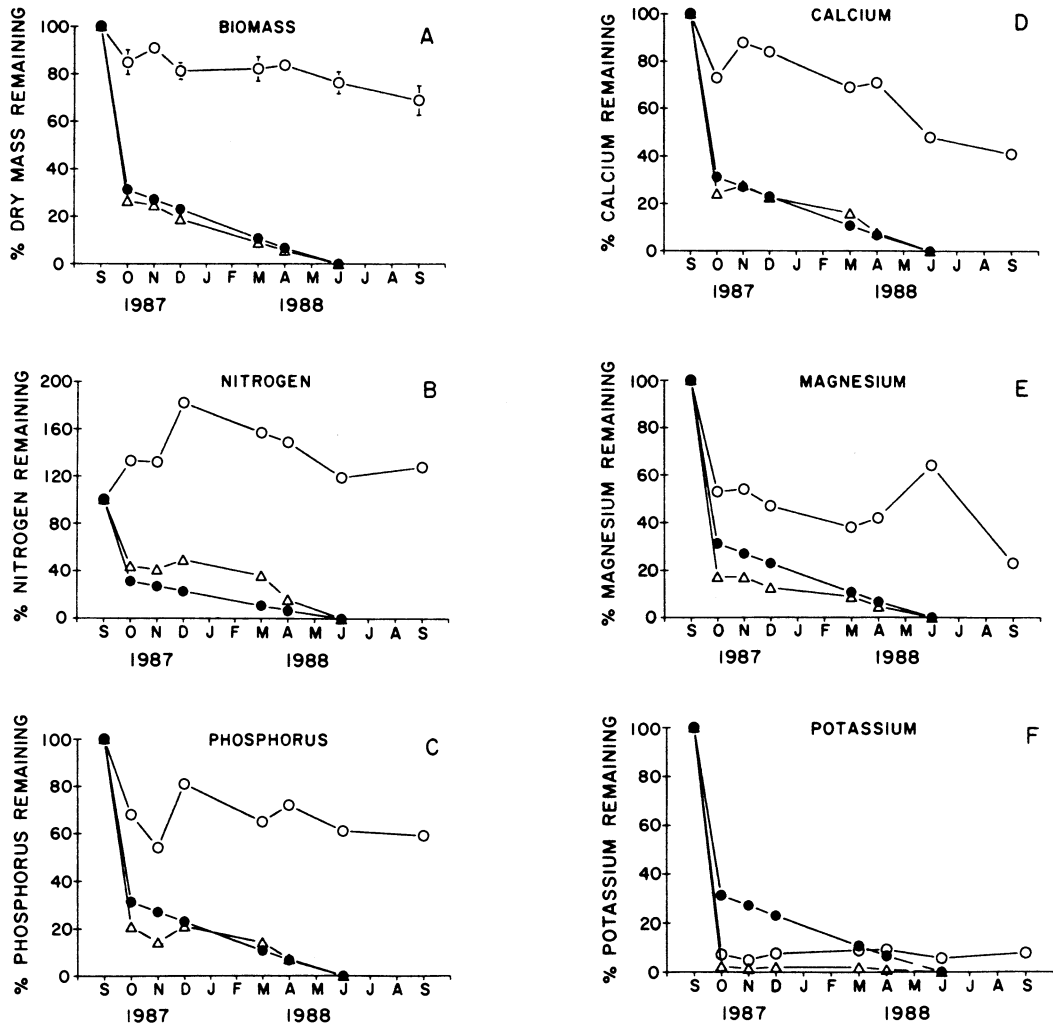 BIOMASS
A
% DRY MASS REMAINING
100
80
60
40
20
0
S O N D J F M A M J J A S
1987 1988
CALCIUM
D
% CALCIUM REMAINING
100
80
60
40
20
0
S O N D J F M A M J J A S
1987 1988
NITROGEN
B
% NITROGEN REMAINING
200
160
120
80
40
0
S O N D J F M A M J J A S
1987 1988
MAGNESIUM
E
% MAGNESIUM REMAINING
100
80
60
40
20
0
S O N D J F M A M J J A S
1987 1988
PHOSPHORUS
C
% PHOSPHORUS REMAINING
100
80
60
40
20
0
S O N D J F M A M J J A S
1987 1988
POTASSIUM
F
% POTASSIUM REMAINING
100
80
60
40
20
0
S O N D J F M A M J J A S
1987 1988